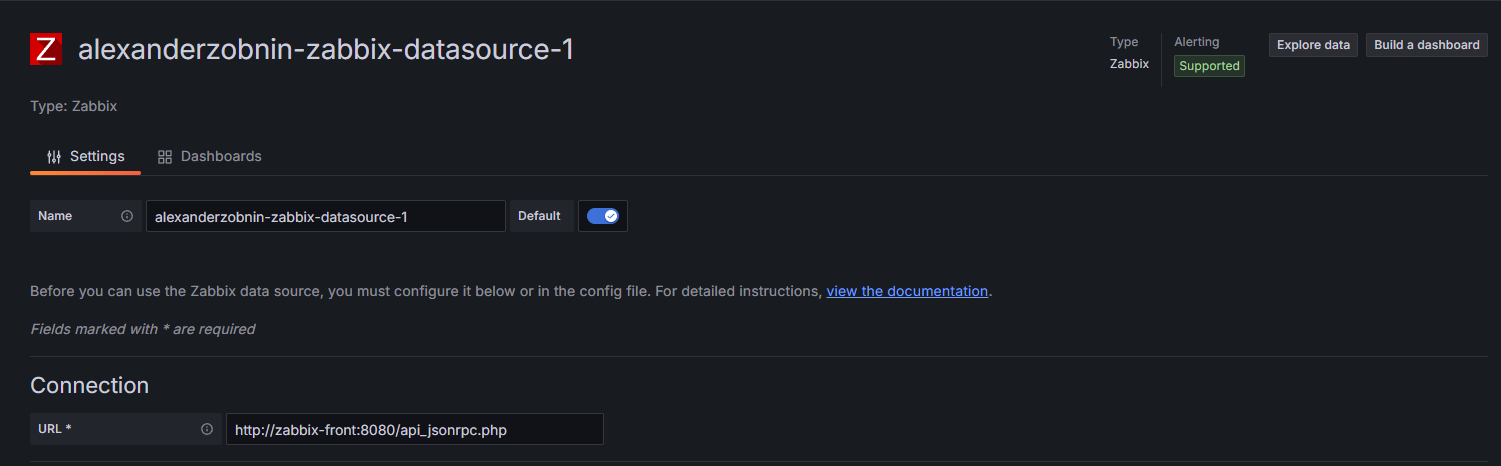 Z alexanderzobnin-zabbix-datasource-1
Type Alerting Explore data Build a dashboard
Zabbix Supported
Type: Zabbix
Settings Dashboards
Name alexanderzobnin-zabbix-datasource-1 Default
Before you can use the Zabbix data source, you must configure it below or in the config file. For detailed instructions, view the documentation.
Fields marked with * are required
Connection
URL * http://zabbix-front:8080/api_jsonrpc.php